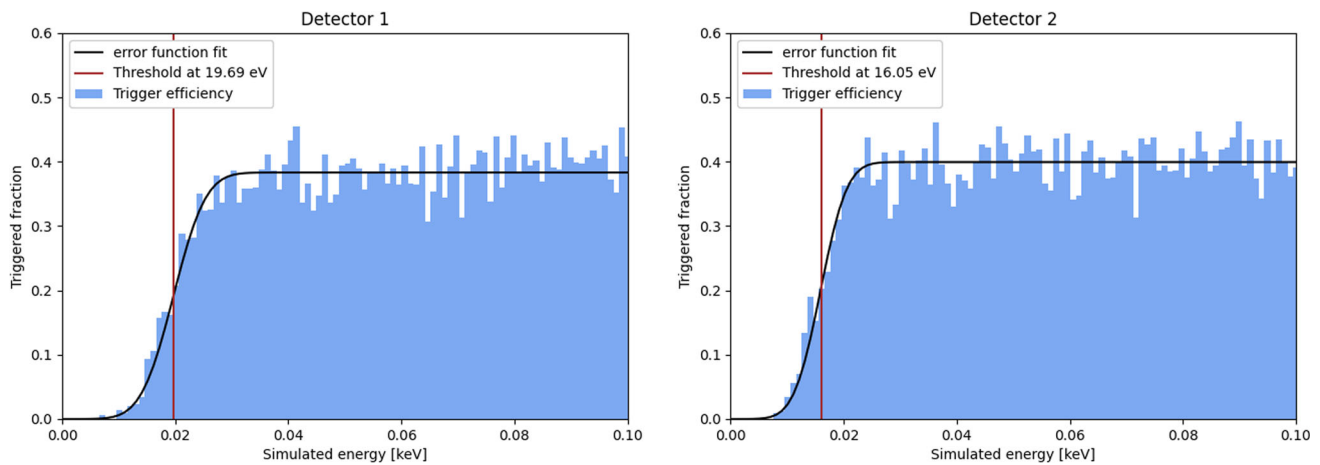 Detector 1
error function fit
Threshold at 19.69 eV
Trigger efficiency
0.6
0.5
0.4
0.3
0.2
0.1
0.0
Triggered fraction
0.00 0.02 0.04 0.06 0.08 0.10
Simulated energy [keV]
Detector 2
error function fit
Threshold at 16.05 eV
Trigger efficiency
0.6
0.5
0.4
0.3
0.2
0.1
0.0
Triggered fraction
0.00 0.02 0.04 0.06 0.08 0.10
Simulated energy [keV]